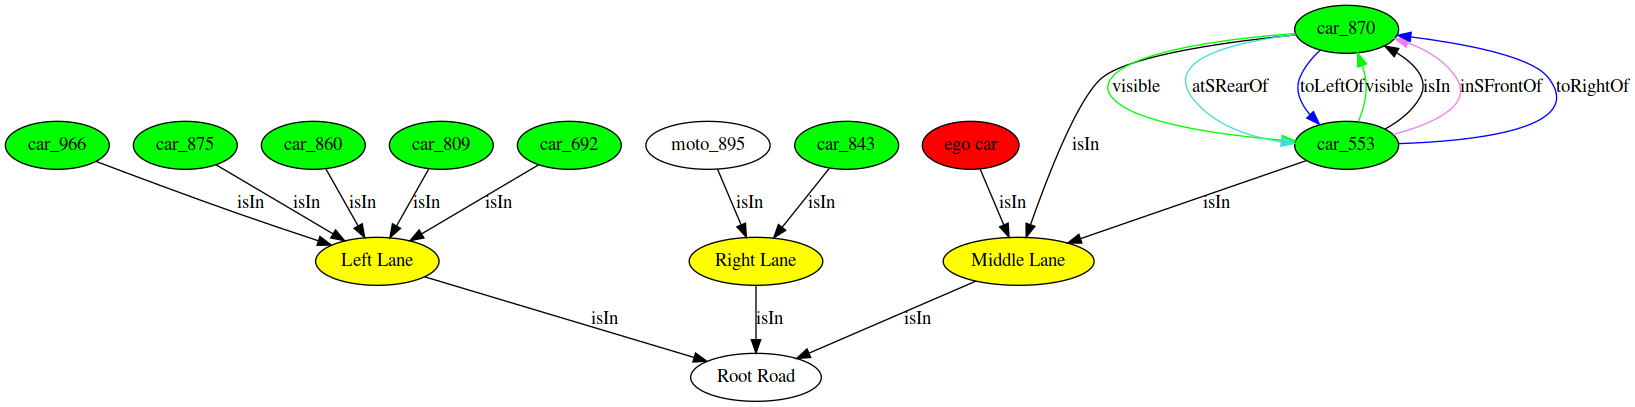 car_870
visible atSRearOf toLeftOf visible isIn inSFrontOf toRightOf
car_966 car_875 car_860 car_809 car_692 moto_895 car_843 ego car isIn car_553
isIn isIn isIn isIn isIn isIn isIn isIn isIn
Left Lane Right Lane Middle Lane
isIn isIn isIn
Root Road